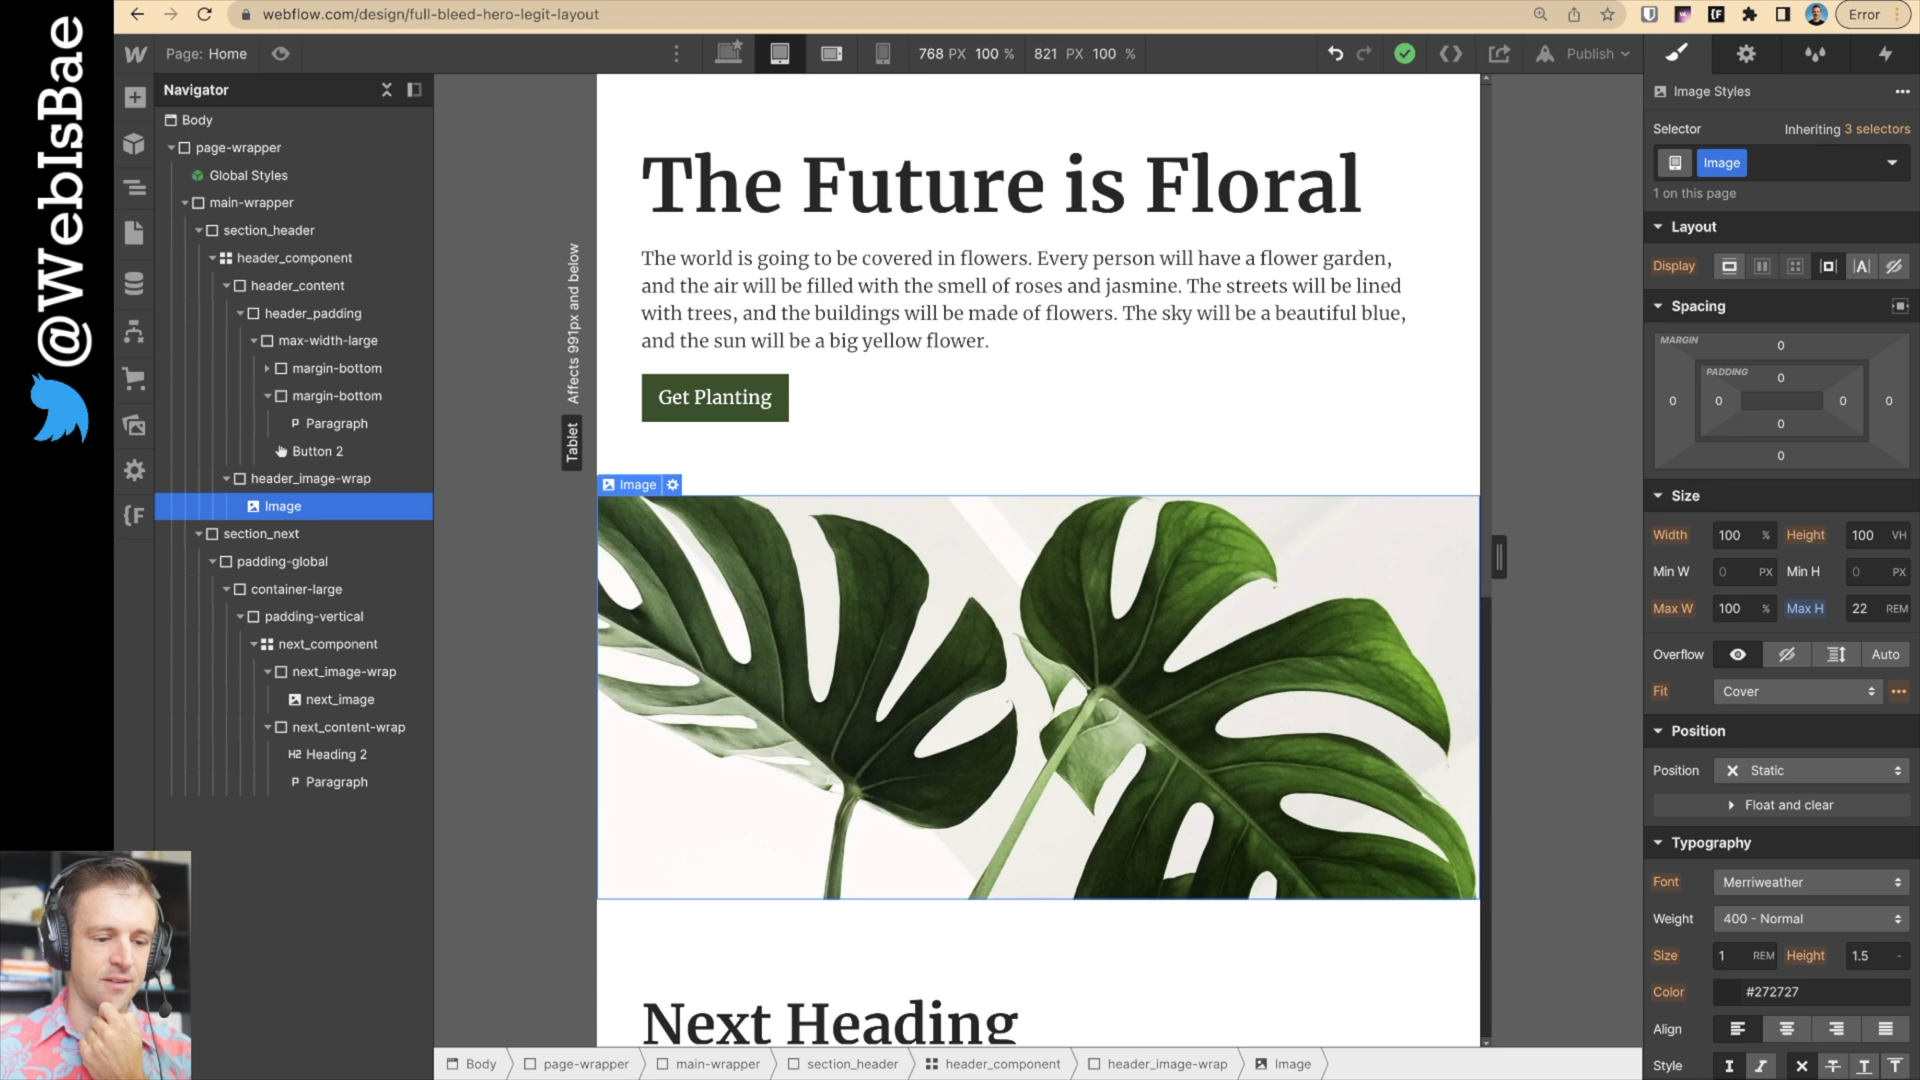 @WebIsBae
webflow.com/design/full-bleed-hero-legit-layout
Error
Page: Home
768 PX 100 %
821 PX 100 %
Publish
Navigator
Body
page-wrapper
Global Styles
main-wrapper
section_header
header_component
header_content
header_padding
max-width-large
margin-bottom
margin-bottom
Paragraph
Button 2
header_image-wrap
Image
section_next
padding-global
container-large
padding-vertical
next_component
next_image-wrap
next_image
next_content-wrap
H2 Heading 2
P Paragraph
Affects 991px and below
Tablet
The Future is Floral
The world is going to be covered in flowers. Every person will have a flower garden,
and the air will be filled with the smell of roses and jasmine. The streets will be lined
with trees, and the buildings will be made of flowers. The sky will be a beautiful blue,
and the sun will be a big yellow flower.
Get Planting
Image
Next Heading
Body
page-wrapper
main-wrapper
section_header
header_component
header_image-wrap
Image
Image Styles
Selector
Inheriting 3 selectors
Image
1 on this page
Layout
Display
Spacing
MARGIN
0
PADDING
0
0 0 0 0
0
0
Size
Width 100 % Height 100 VH
Min W 0 PX Min H 0 PX
Max W 100 % Max H 22 REM
Overflow Auto
Fit Cover
Position
Position Static
Float and clear
Typography
Font Merriweather
Weight 400 - Normal
Size 1 REM Height 1.5 -
Color #272727
Align
Style